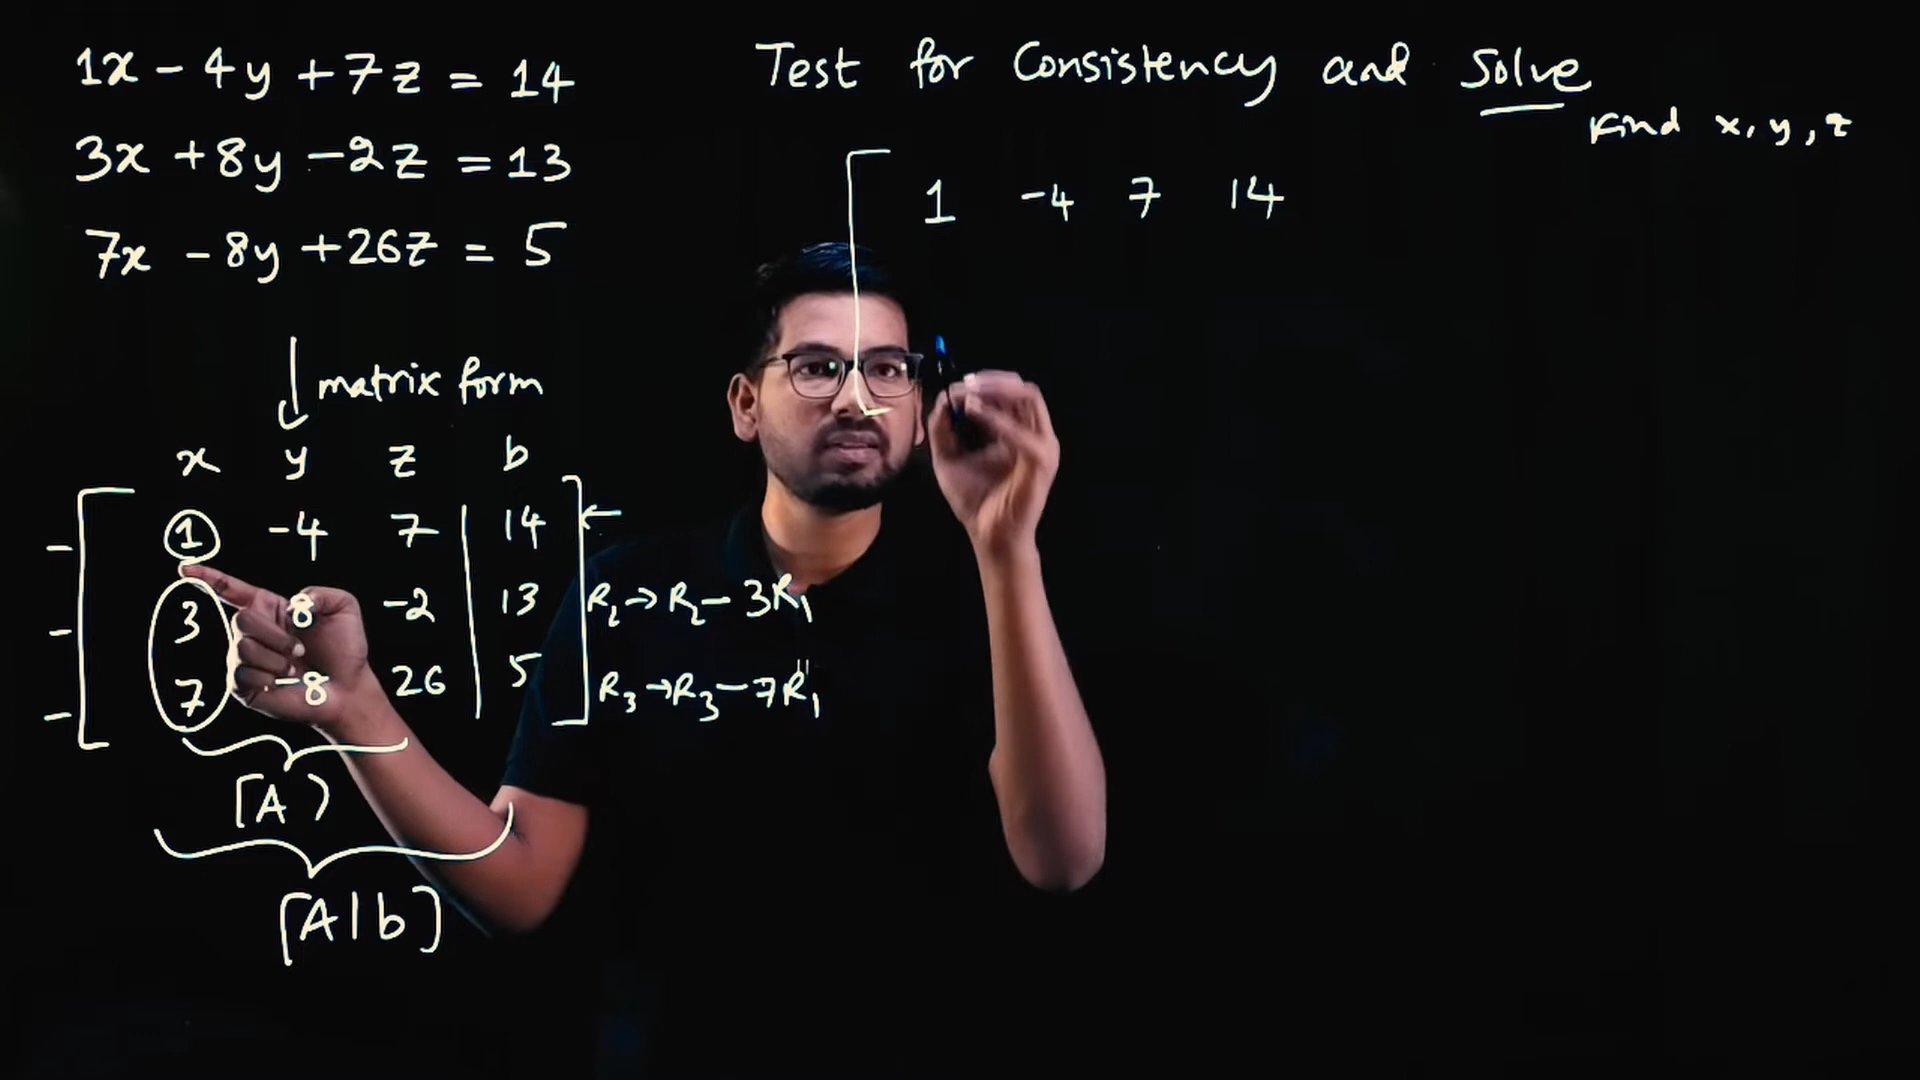 1x - 4y + 7z = 14
3x + 8y - 2z = 13
7x - 8y + 26z = 5
matrix form
x y z b
1 -4 7 | 14
3 8 -2 | 13 R₂→R₂- 3R₁
7 -8 26 | 5 R₃→R₃- 7R₁
[A)
[A|b]
Test for Consistency and Solve
Find x, y, z
1 -4 7 14